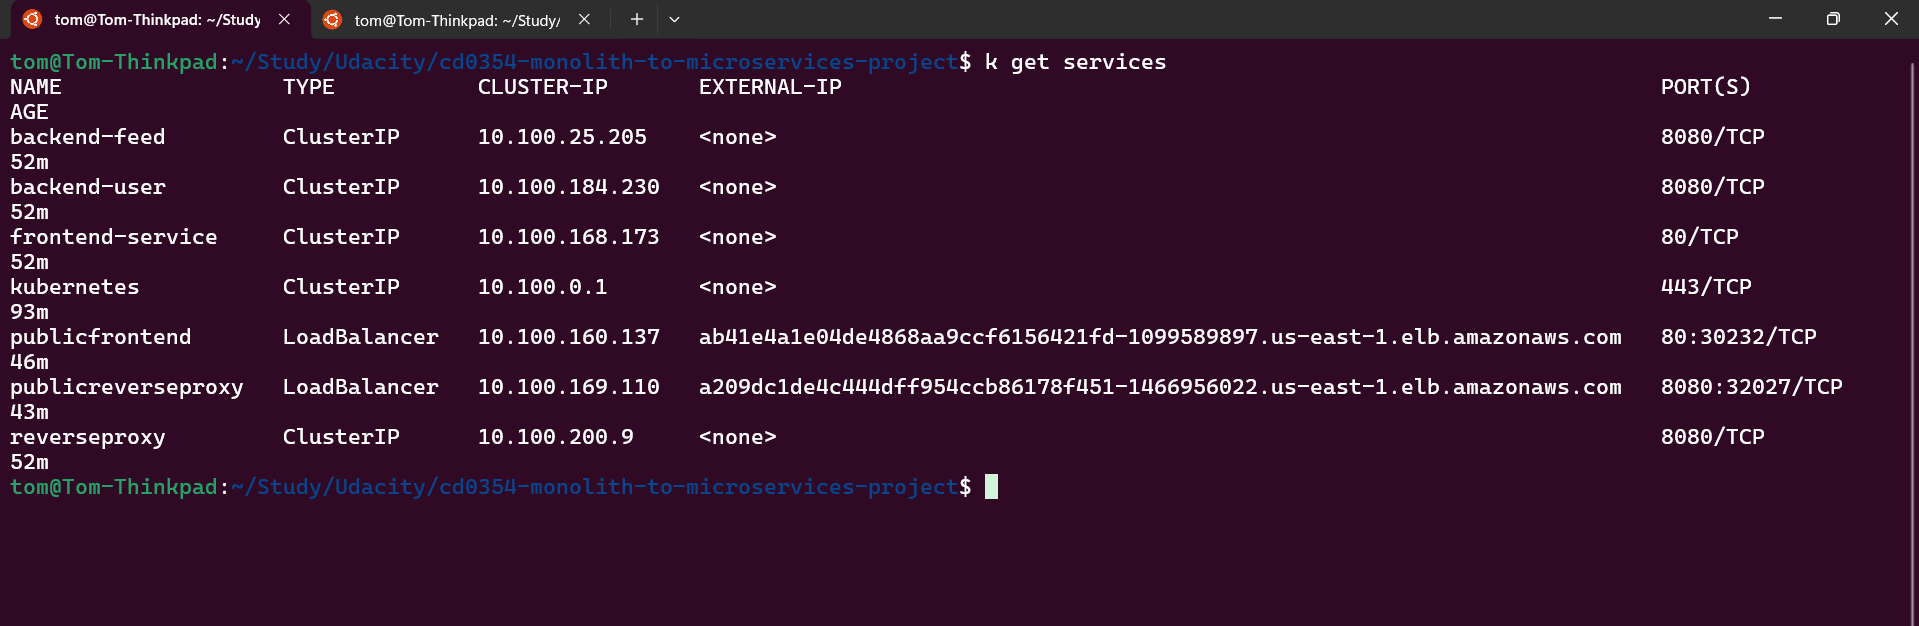 tom@Tom-Thinkpad: ~/Study
tom@Tom-Thinkpad: ~/Study/
tom@Tom-Thinkpad:~/Study/Udacity/cd0354-monolith-to-microservices-project$ k get services
NAME TYPE CLUSTER-IP EXTERNAL-IP PORT(S)
AGE
backend-feed ClusterIP 10.100.25.205 <none> 8080/TCP
52m
backend-user ClusterIP 10.100.184.230 <none> 8080/TCP
52m
frontend-service ClusterIP 10.100.168.173 <none> 80/TCP
52m
kubernetes ClusterIP 10.100.0.1 <none> 443/TCP
93m
publicfrontend LoadBalancer 10.100.160.137 ab41e4a1e04de4868aa9ccf6156421fd-1099589897.us-east-1.elb.amazonaws.com 80:30232/TCP
46m
publicreverseproxy LoadBalancer 10.100.169.110 a209dc1de4c444dff954ccb86178f451-1466956022.us-east-1.elb.amazonaws.com 8080:32027/TCP
43m
reverseproxy ClusterIP 10.100.200.9 <none> 8080/TCP
52m
tom@Tom-Thinkpad:~/Study/Udacity/cd0354-monolith-to-microservices-project$